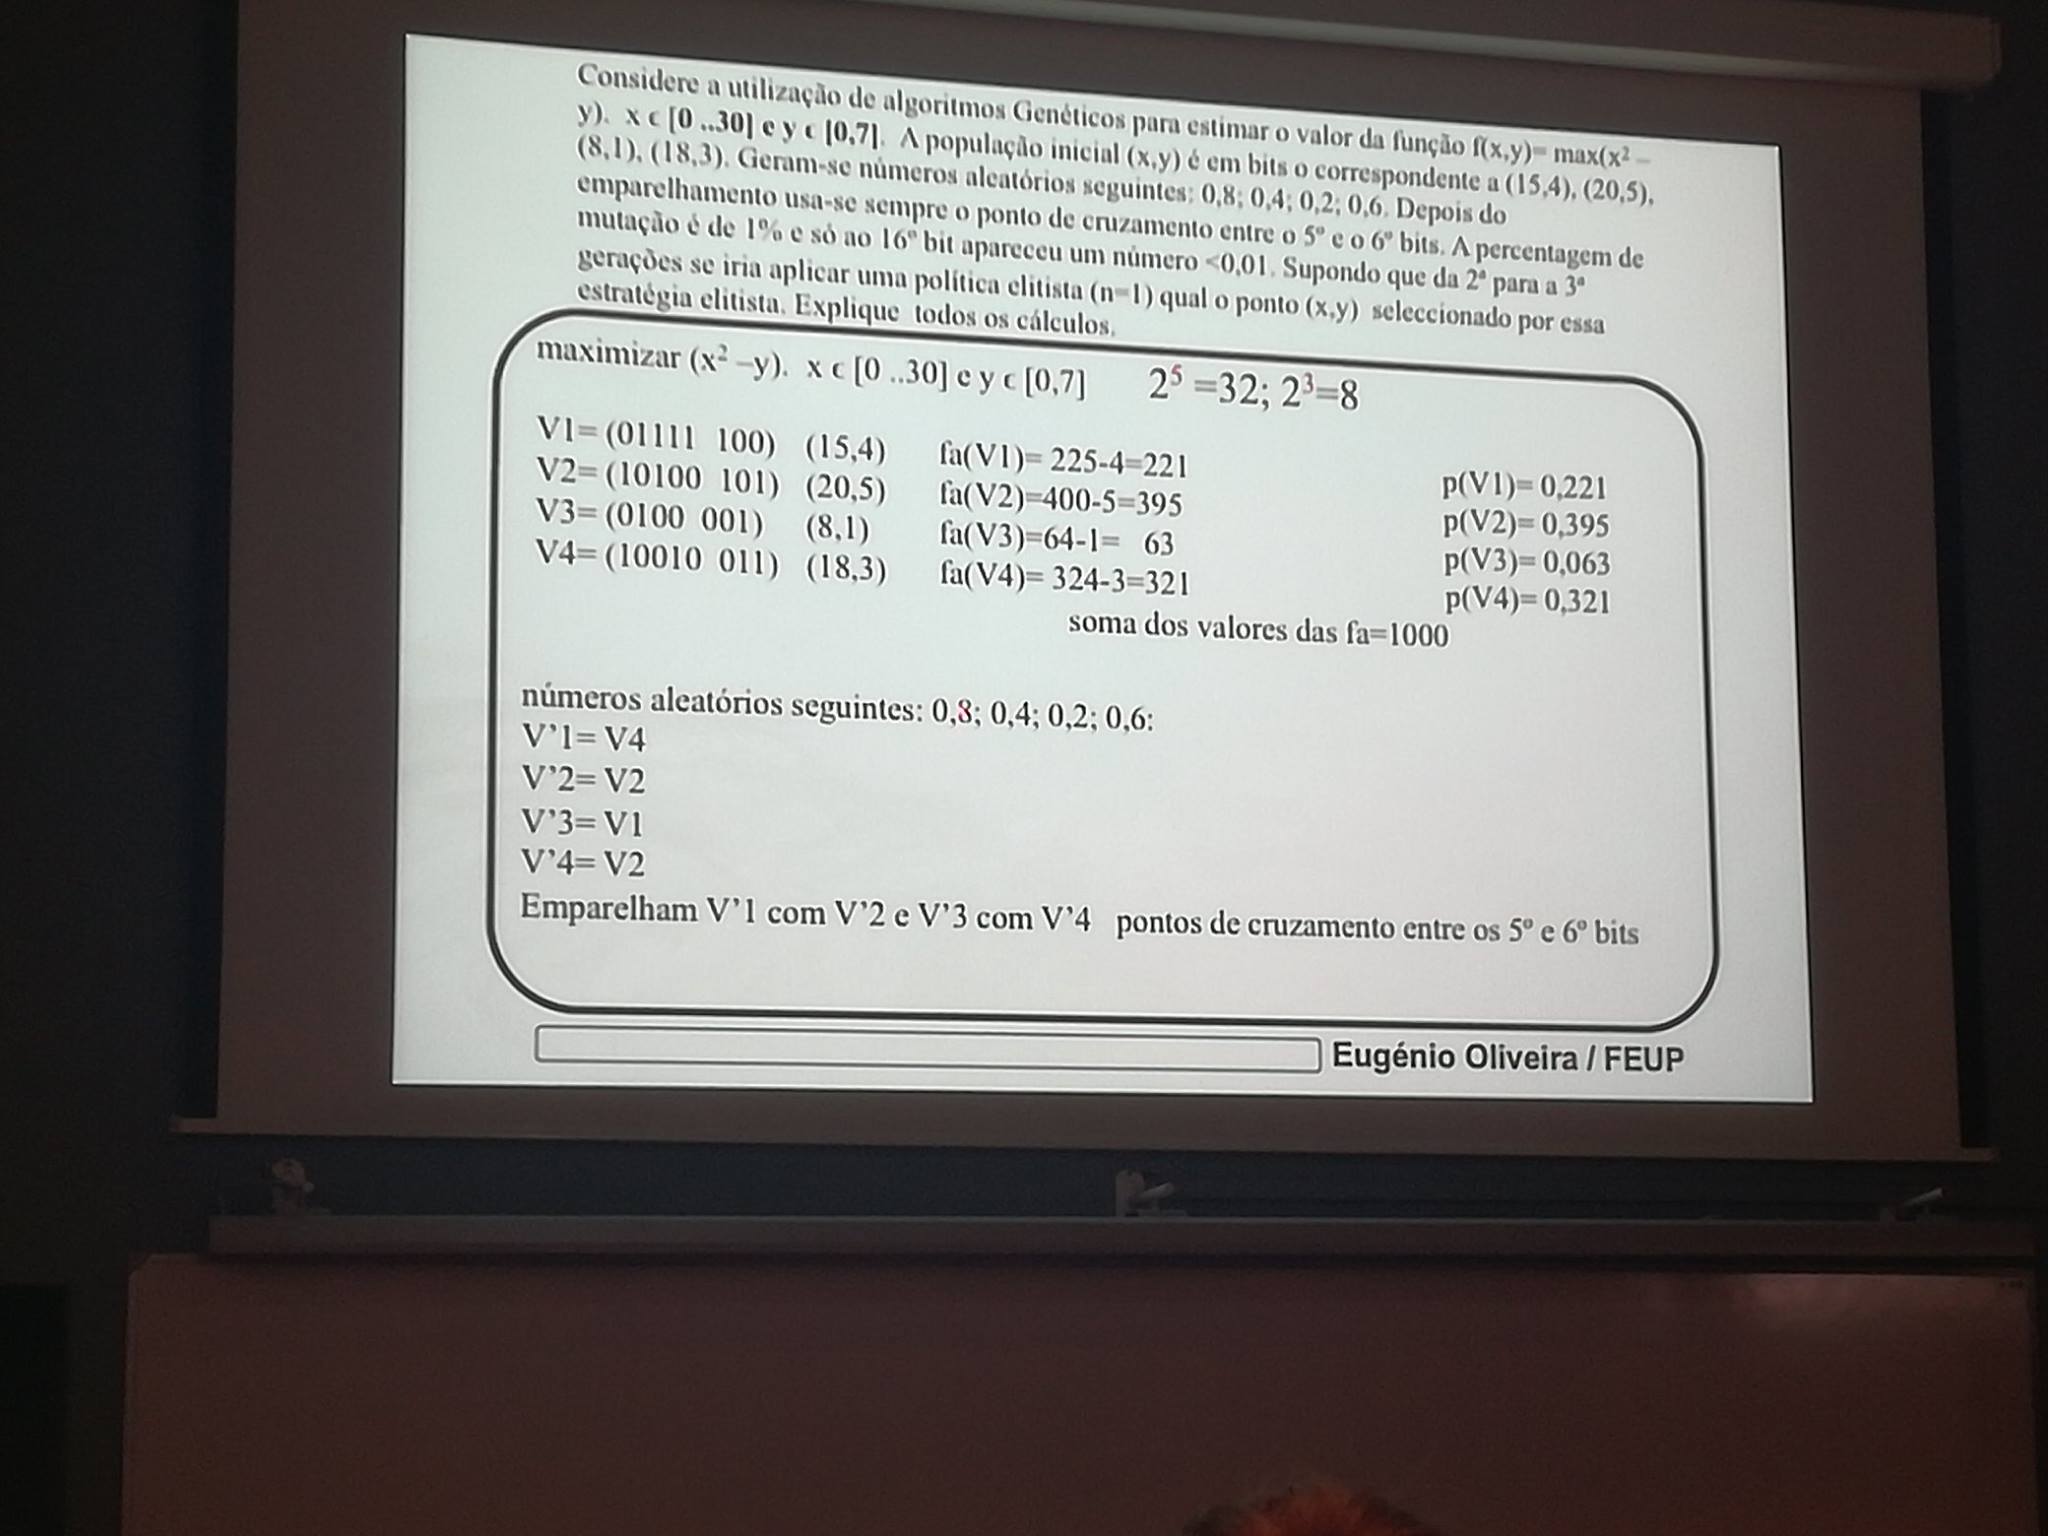 Considere a utilização de algoritmos Genéticos para estimar o valor da função f(x,y)= max(x² –
y). x є [0 ..30] e y є [0,7]. A população inicial (x,y) é em bits o correspondente a (15,4), (20,5),
(8,1), (18,3). Geram-se números aleatórios seguintes: 0,8; 0,4; 0,2; 0,6. Depois do
emparelhamento usa-se sempre o ponto de cruzamento entre o 5º e o 6º bits. A percentagem de
mutação é de 1% e só ao 16º bit apareceu um número <0,01. Supondo que da 2ª para a 3ª
gerações se iria aplicar uma política elitista (n=1) qual o ponto (x,y) seleccionado por essa
estratégia elitista. Explique todos os cálculos.
maximizar (x² –y). x є [0 ..30] e y є [0,7] 2⁵ =32; 2³=8
V1= (01111 100) (15,4) fa(V1)= 225-4=221 p(V1)= 0,221
V2= (10100 101) (20,5) fa(V2)=400-5=395 p(V2)= 0,395
V3= (0100 001) (8,1) fa(V3)=64-1= 63 p(V3)= 0,063
V4= (10010 011) (18,3) fa(V4)= 324-3=321 p(V4)= 0,321
soma dos valores das fa=1000
números aleatórios seguintes: 0,8; 0,4; 0,2; 0,6:
V’1= V4
V’2= V2
V’3= V1
V’4= V2
Emparelham V’1 com V’2 e V’3 com V’4 pontos de cruzamento entre os 5º e 6º bits
Eugénio Oliveira / FEUP